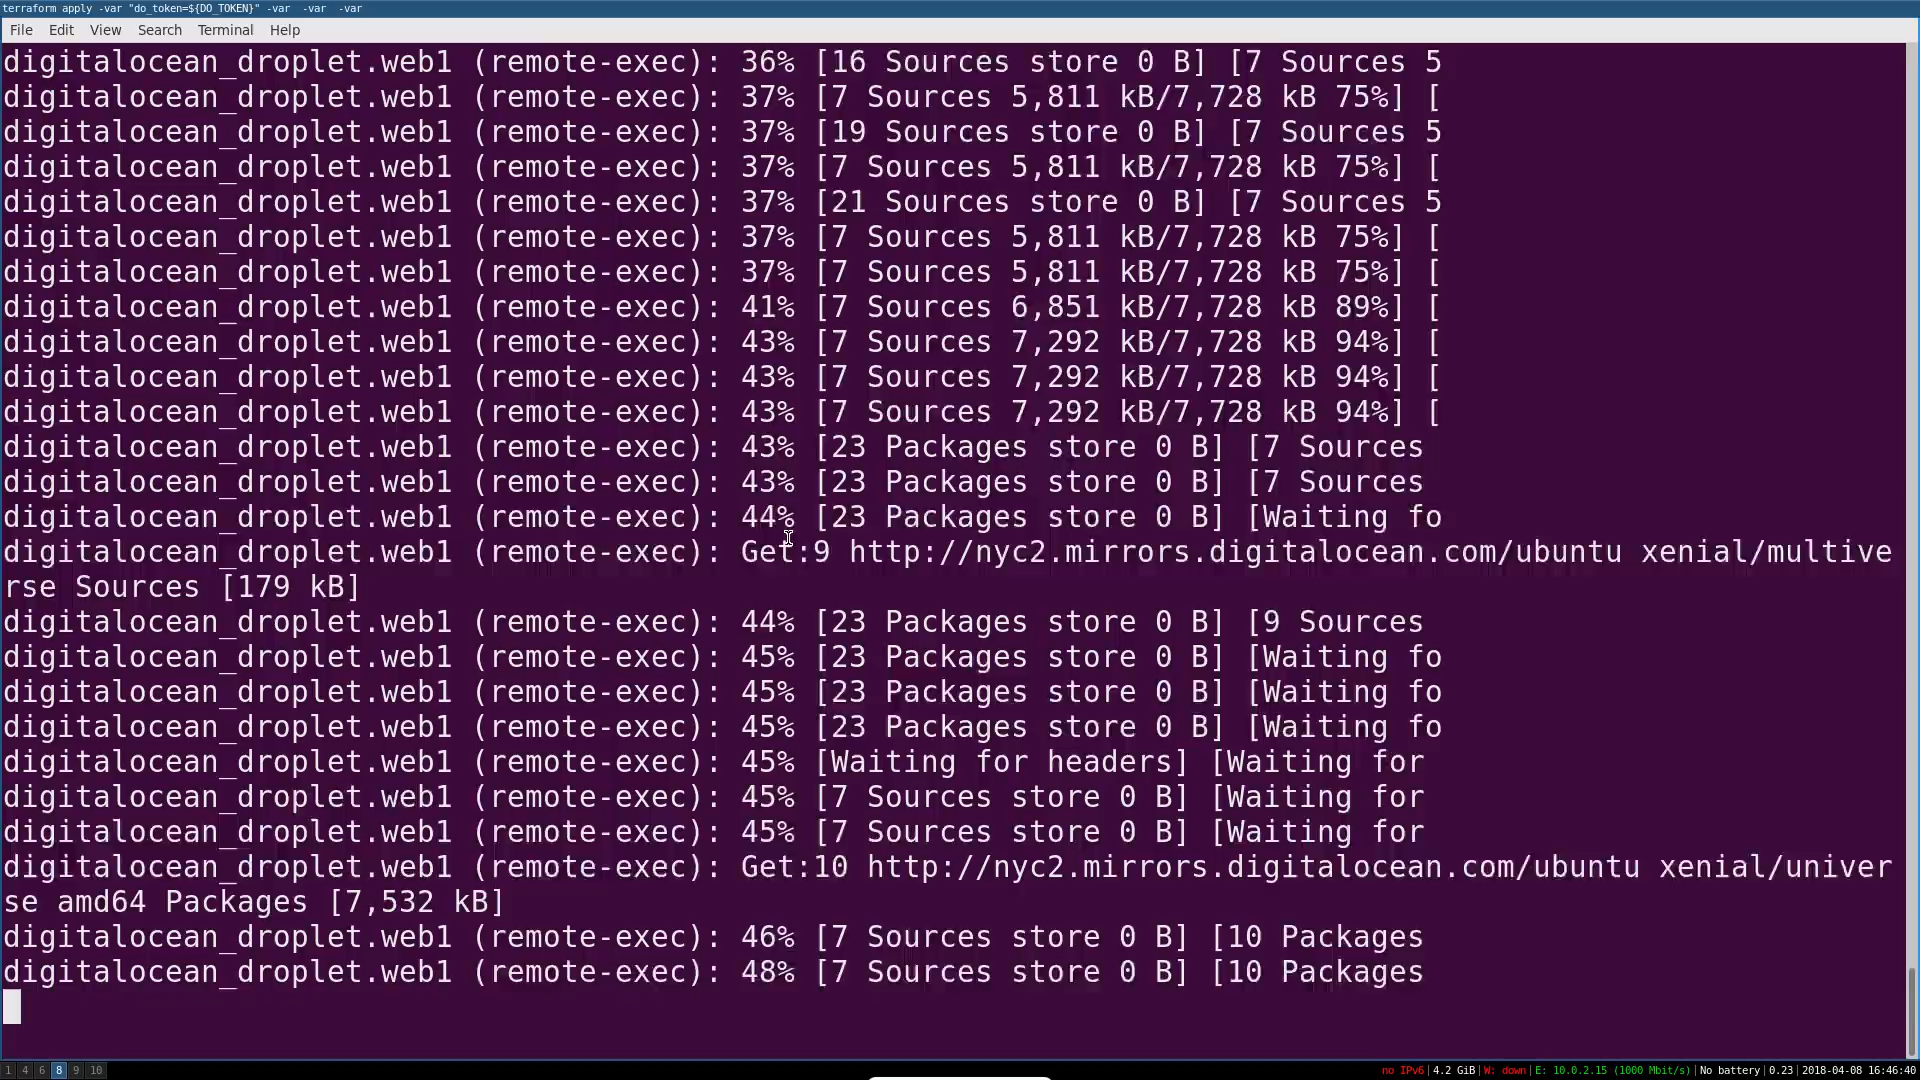 terraform apply -var "do_token=${DO_TOKEN}" -var  -var  -var
File Edit View Search Terminal Help
digitalocean_droplet.web1 (remote-exec): 36% [16 Sources store 0 B] [7 Sources 5
digitalocean_droplet.web1 (remote-exec): 37% [7 Sources 5,811 kB/7,728 kB 75%] [
digitalocean_droplet.web1 (remote-exec): 37% [19 Sources store 0 B] [7 Sources 5
digitalocean_droplet.web1 (remote-exec): 37% [7 Sources 5,811 kB/7,728 kB 75%] [
digitalocean_droplet.web1 (remote-exec): 37% [21 Sources store 0 B] [7 Sources 5
digitalocean_droplet.web1 (remote-exec): 37% [7 Sources 5,811 kB/7,728 kB 75%] [
digitalocean_droplet.web1 (remote-exec): 37% [7 Sources 5,811 kB/7,728 kB 75%] [
digitalocean_droplet.web1 (remote-exec): 41% [7 Sources 6,851 kB/7,728 kB 89%] [
digitalocean_droplet.web1 (remote-exec): 43% [7 Sources 7,292 kB/7,728 kB 94%] [
digitalocean_droplet.web1 (remote-exec): 43% [7 Sources 7,292 kB/7,728 kB 94%] [
digitalocean_droplet.web1 (remote-exec): 43% [7 Sources 7,292 kB/7,728 kB 94%] [
digitalocean_droplet.web1 (remote-exec): 43% [23 Packages store 0 B] [7 Sources
digitalocean_droplet.web1 (remote-exec): 43% [23 Packages store 0 B] [7 Sources
digitalocean_droplet.web1 (remote-exec): 44% [23 Packages store 0 B] [Waiting fo
digitalocean_droplet.web1 (remote-exec): Get:9 http://nyc2.mirrors.digitalocean.com/ubuntu xenial/multive
rse Sources [179 kB]
digitalocean_droplet.web1 (remote-exec): 44% [23 Packages store 0 B] [9 Sources
digitalocean_droplet.web1 (remote-exec): 45% [23 Packages store 0 B] [Waiting fo
digitalocean_droplet.web1 (remote-exec): 45% [23 Packages store 0 B] [Waiting fo
digitalocean_droplet.web1 (remote-exec): 45% [23 Packages store 0 B] [Waiting fo
digitalocean_droplet.web1 (remote-exec): 45% [Waiting for headers] [Waiting for
digitalocean_droplet.web1 (remote-exec): 45% [7 Sources store 0 B] [Waiting for
digitalocean_droplet.web1 (remote-exec): 45% [7 Sources store 0 B] [Waiting for
digitalocean_droplet.web1 (remote-exec): Get:10 http://nyc2.mirrors.digitalocean.com/ubuntu xenial/univer
se amd64 Packages [7,532 kB]
digitalocean_droplet.web1 (remote-exec): 46% [7 Sources store 0 B] [10 Packages
digitalocean_droplet.web1 (remote-exec): 48% [7 Sources store 0 B] [10 Packages
1 4 6 8 9 10 no IPv6|4.2 GiB|W: down|E: 10.0.2.15 (1000 Mbit/s)|No battery|0.23|2018-04-08 16:46:40